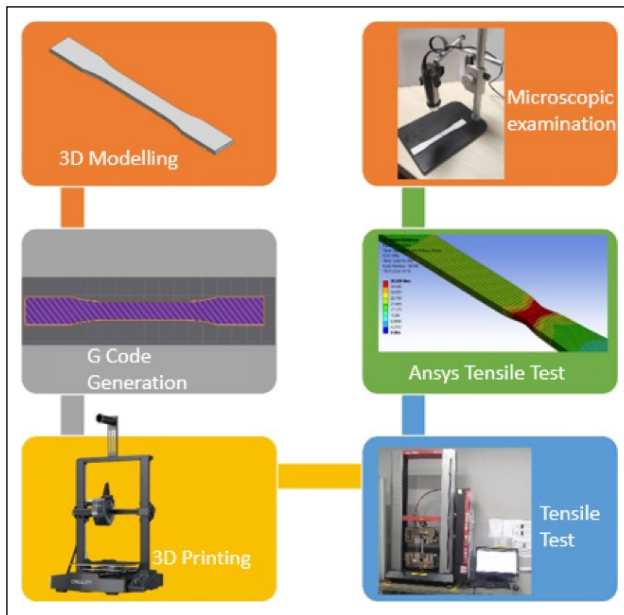 3D Modelling
G Code
Generation
3D Printing
Tensile
Test
Ansys Tensile Test
Microscopic
examination